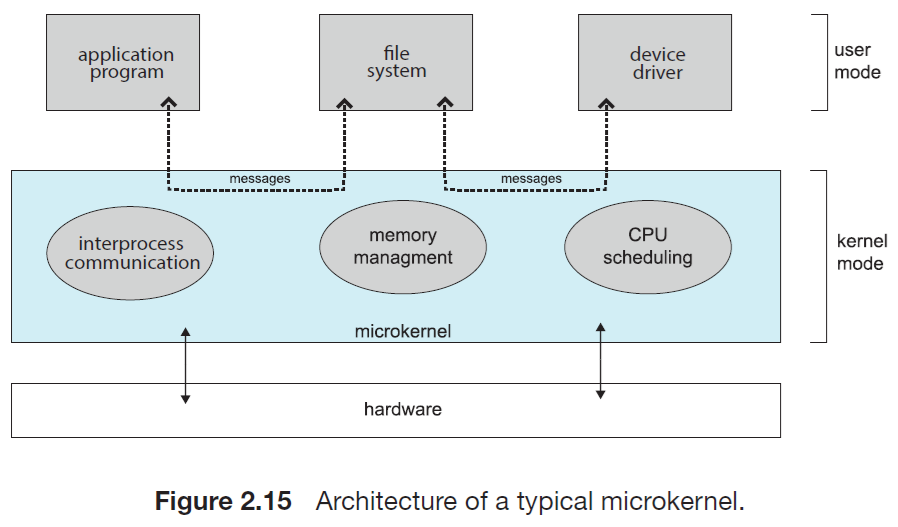 application
program
file
system
device
driver
user
mode
messages
messages
interprocess
communication
memory
managment
CPU
scheduling
kernel
mode
microkernel
hardware
Figure 2.15 Architecture of a typical microkernel.